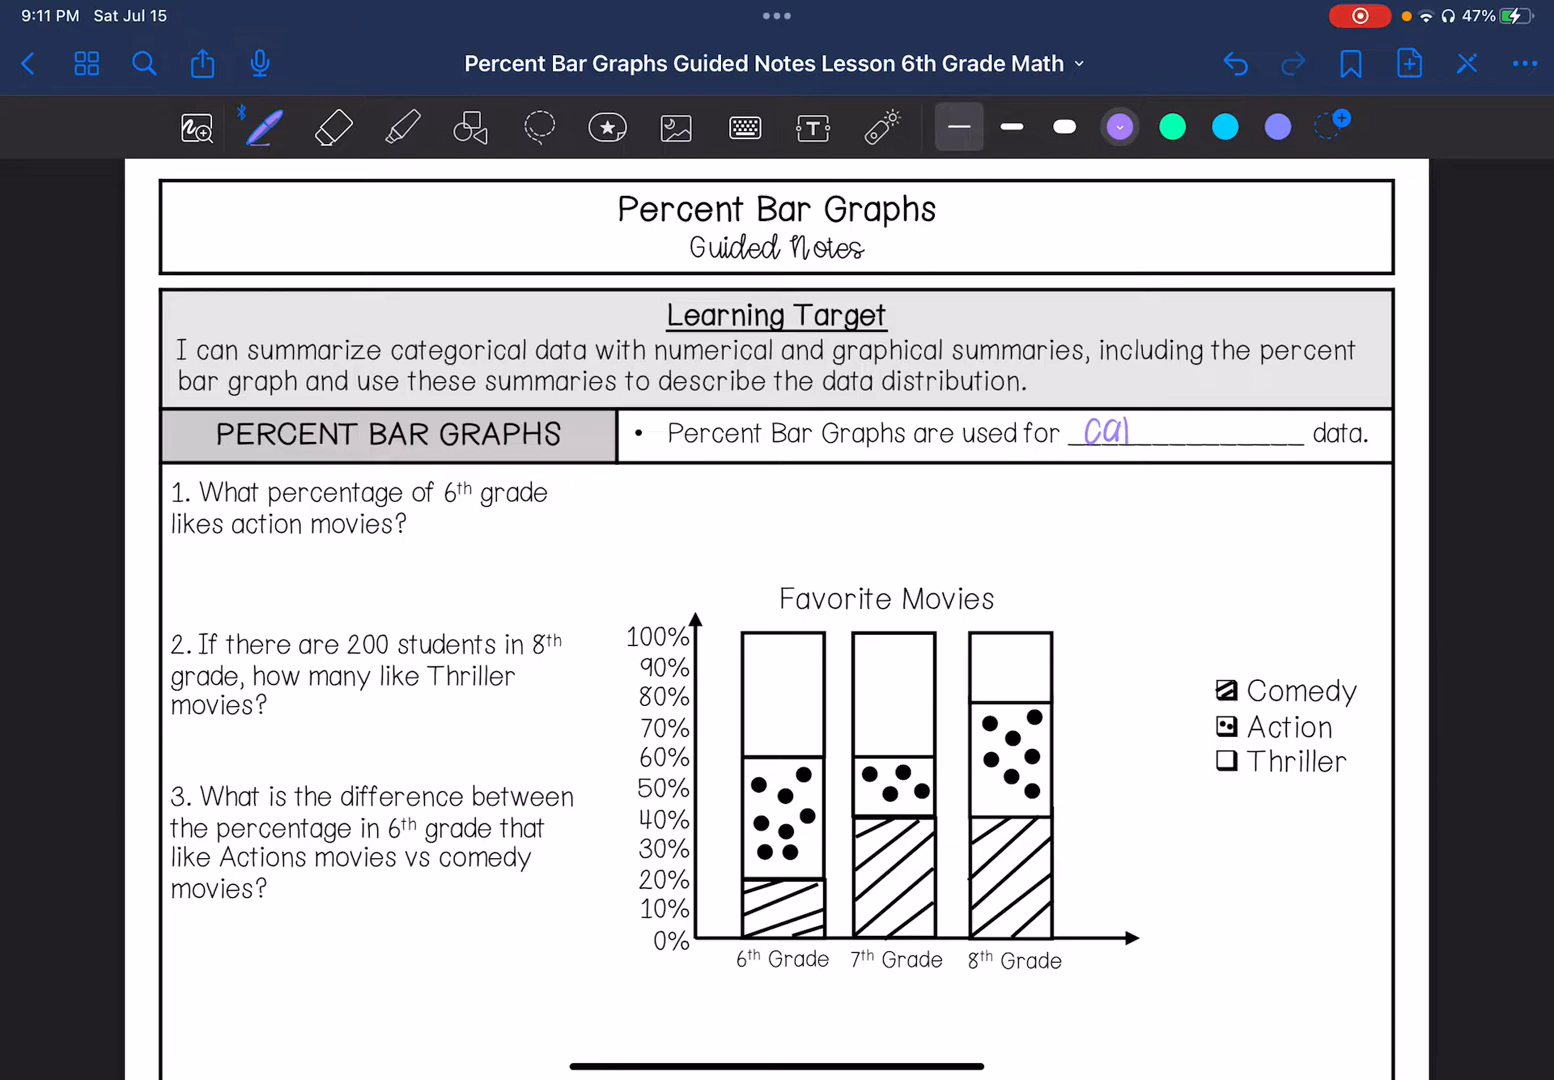 9:11 PM Sat Jul 15
47%
Percent Bar Graphs Guided Notes Lesson 6th Grade Math
T
Percent Bar Graphs
Guided Notes
Learning Target
I can summarize categorical data with numerical and graphical summaries, including the percent
bar graph and use these summaries to describe the data distribution.
PERCENT BAR GRAPHS
• Percent Bar Graphs are used for cal____________ data.
1. What percentage of 6th grade
likes action movies?
2. If there are 200 students in 8th
grade, how many like Thriller
movies?
3. What is the difference between
the percentage in 6th grade that
like Actions movies vs comedy
movies?
Favorite Movies
100%
90%
80%
70%
60%
50%
40%
30%
20%
10%
0%
6th Grade 7th Grade 8th Grade
Comedy
Action
Thriller